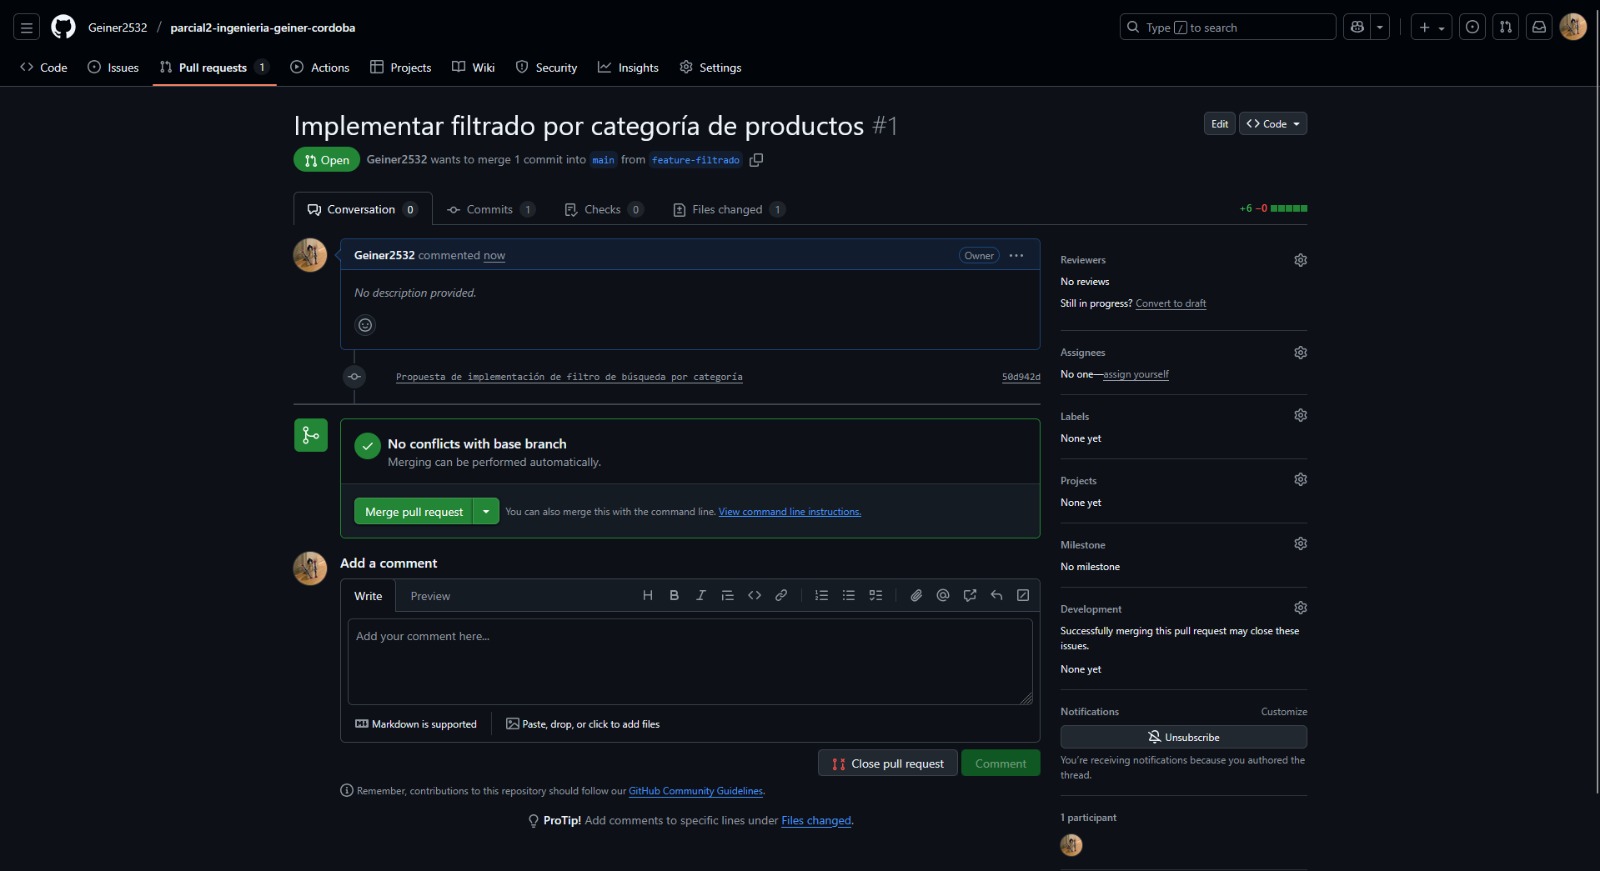 Geiner2532 / parcial2-ingenieria-geiner-cordoba
Type / to search
Code Issues Pull requests 1 Actions Projects Wiki Security Insights Settings
Implementar filtrado por categoría de productos #1
Edit
Code
Open
Geiner2532 wants to merge 1 commit into main from feature-filtrado
Conversation 0
Commits 1
Checks 0
Files changed 1
+6 −0
Geiner2532 commented now
Owner
No description provided.
Propuesta de implementación de filtro de búsqueda por categoría
50d942d
No conflicts with base branch
Merging can be performed automatically.
Merge pull request
You can also merge this with the command line. View command line instructions.
Add a comment
Write
Preview
Add your comment here...
Markdown is supported
Paste, drop, or click to add files
Close pull request
Comment
Remember, contributions to this repository should follow our GitHub Community Guidelines.
ProTip! Add comments to specific lines under Files changed.
Reviewers
No reviews
Still in progress? Convert to draft
Assignees
No one—assign yourself
Labels
None yet
Projects
None yet
Milestone
No milestone
Development
Successfully merging this pull request may close these
issues.
None yet
Notifications
Customize
Unsubscribe
You're receiving notifications because you authored the
thread.
1 participant